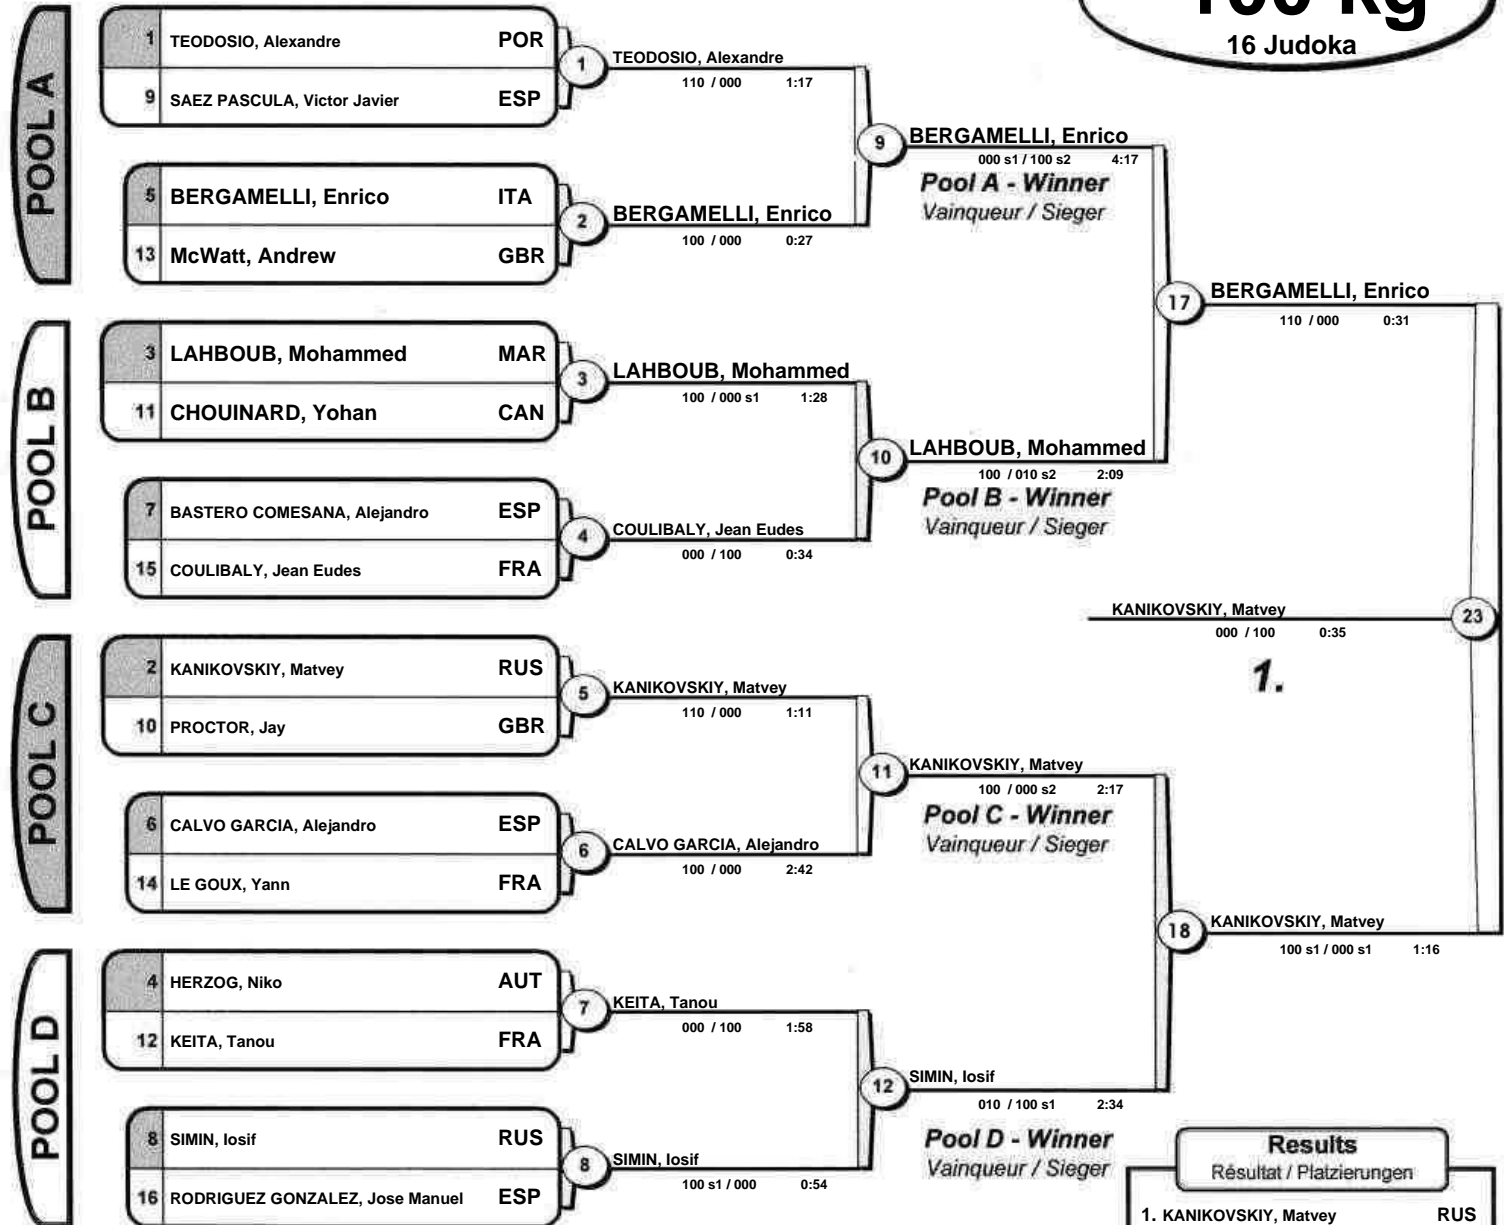 100 kg
16 Judoka
POOL A
1 TEODOSIO, Alexandre POR
9 SAEZ PASCULA, Victor Javier ESP
1
TEODOSIO, Alexandre
110 / 000 1:17
5 BERGAMELLI, Enrico ITA
13 McWatt, Andrew GBR
2
BERGAMELLI, Enrico
100 / 000 0:27
9
BERGAMELLI, Enrico
000 s1 / 100 s2 4:17
Pool A - Winner
Vainqueur / Sieger
POOL B
3 LAHBOUB, Mohammed MAR
11 CHOUINARD, Yohan CAN
3
LAHBOUB, Mohammed
100 / 000 s1 1:28
7 BASTERO COMESANA, Alejandro ESP
15 COULIBALY, Jean Eudes FRA
4
COULIBALY, Jean Eudes
000 / 100 0:34
10
LAHBOUB, Mohammed
100 / 010 s2 2:09
Pool B - Winner
Vainqueur / Sieger
17
BERGAMELLI, Enrico
110 / 000 0:31
POOL C
2 KANIKOVSKIY, Matvey RUS
10 PROCTOR, Jay GBR
5
KANIKOVSKIY, Matvey
110 / 000 1:11
6 CALVO GARCIA, Alejandro ESP
14 LE GOUX, Yann FRA
6
CALVO GARCIA, Alejandro
100 / 000 2:42
11
KANIKOVSKIY, Matvey
100 / 000 s2 2:17
Pool C - Winner
Vainqueur / Sieger
POOL D
4 HERZOG, Niko AUT
12 KEITA, Tanou FRA
7
KEITA, Tanou
000 / 100 1:58
8 SIMIN, Iosif RUS
16 RODRIGUEZ GONZALEZ, Jose Manuel ESP
8
SIMIN, Iosif
100 s1 / 000 0:54
12
SIMIN, Iosif
010 / 100 s1 2:34
Pool D - Winner
Vainqueur / Sieger
18
KANIKOVSKIY, Matvey
100 s1 / 000 s1 1:16
KANIKOVSKIY, Matvey
23
000 / 100 0:35
1.
Results
Résultat / Platzierungen
1. KANIKOVSKIY, Matvey RUS